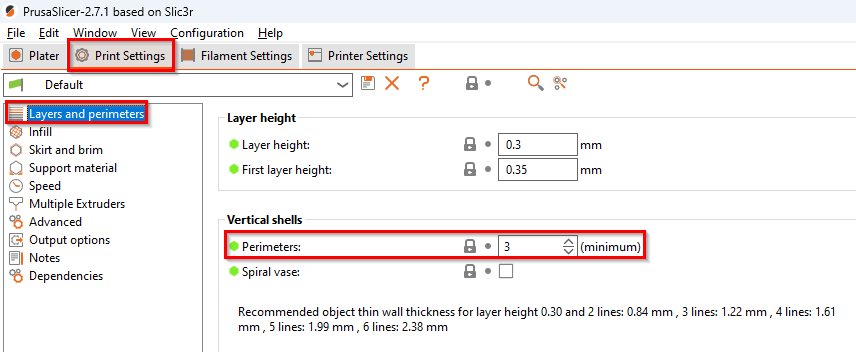 PrusaSlicer-2.7.1 based on Slic3r
File Edit Window View Configuration Help
Plater Print Settings Filament Settings Printer Settings
Default
Layers and perimeters
Infill
Skirt and brim
Support material
Speed
Multiple Extruders
Advanced
Output options
Notes
Dependencies
Layer height
Layer height: 0.3 mm
First layer height: 0.35 mm
Vertical shells
Perimeters: 3 (minimum)
Spiral vase:
Recommended object thin wall thickness for layer height 0.30 and 2 lines: 0.84 mm , 3 lines: 1.22 mm , 4 lines: 1.61
mm , 5 lines: 1.99 mm , 6 lines: 2.38 mm